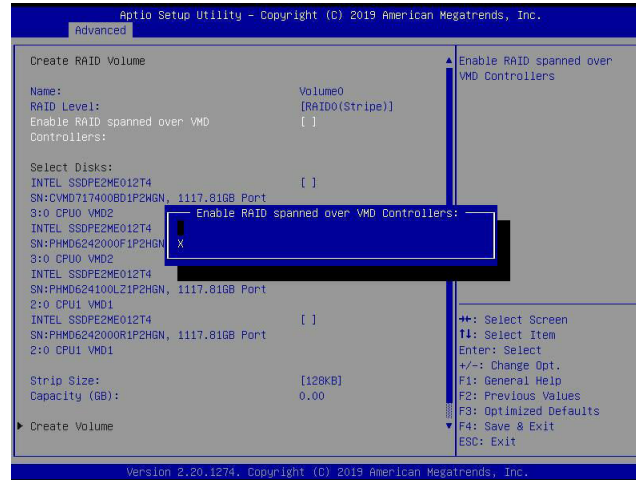 Aptio Setup Utility – Copyright (C) 2019 American Megatrends, Inc.
Advanced
Create RAID Volume
Name: Volume0
RAID Level: [RAID0(Stripe)]
Enable RAID spanned over VMD [ ]
Controllers:
Select Disks:
INTEL SSDPE2ME012T4 [ ]
SN:CVMD717400BD1P2WGN, 1117.81GB Port
3:0 CPU0 VMD2
INTEL SSDPE2ME012T4
SN:PHMD6242000F1P2HGN
3:0 CPU0 VMD2
INTEL SSDPE2ME012T4
SN:PHMD624100LZ1P2HGN, 1117.81GB Port
2:0 CPU1 VMD1
INTEL SSDPE2ME012T4 [ ]
SN:PHMD6242000R1P2HGN, 1117.81GB Port
2:0 CPU1 VMD1
Strip Size: [128KB]
Capacity (GB): 0.00
Create Volume
Enable RAID spanned over VMD Controllers:
X
Enable RAID spanned over
VMD Controllers
→←: Select Screen
↑↓: Select Item
Enter: Select
+/-: Change Opt.
F1: General Help
F2: Previous Values
F3: Optimized Defaults
F4: Save & Exit
ESC: Exit
Version 2.20.1274. Copyright (C) 2019 American Megatrends, Inc.